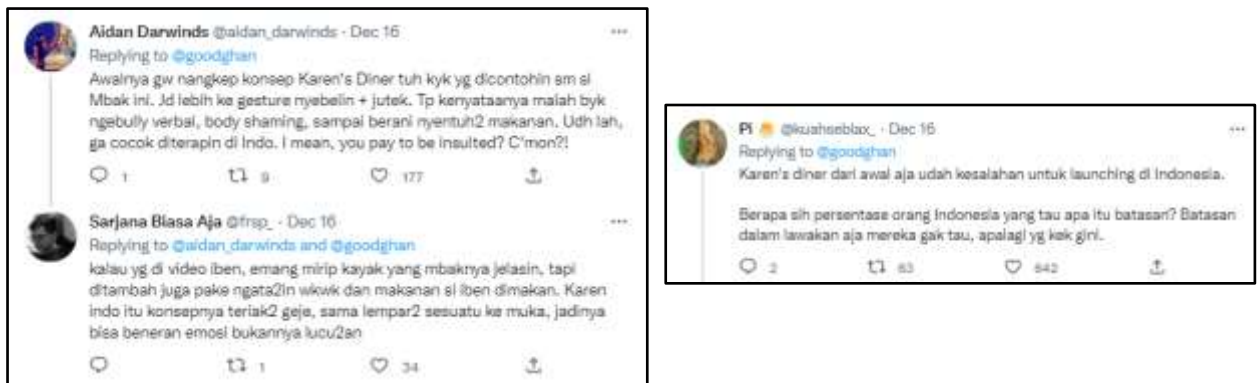 Aidan Darwinds @aidan_darwinds · Dec 16
Replying to @goodghan
Awalnya gw nangkep konsep Karen's Diner tuh kyk yg dicontohin sm si
Mbak ini. Jd lebih ke gesture nyebelin + jutek. Tp kenyataanya malah byk
ngebully verbal, body shaming, sampai berani nyentuh2 makanan. Udh lah,
ga cocok diterapin di Indo. I mean, you pay to be insulted? C'mon?!
1 9 177
Sarjana Biasa Aja @frsp_ · Dec 16
Replying to @aidan_darwinds and @goodghan
kalau yg di video iben, emang mirip kayak yang mbaknya jelasin, tapi
ditambah juga pake ngata2in wkwk dan makanan si iben dimakan. Karen
indo itu konsepnya teriak2 geje, sama lempar2 sesuatu ke muka, jadinya
bisa beneran emosi bukannya lucu2an
1 34
Pi @kuahseblax_ · Dec 16
Replying to @goodghan
Karen's diner dari awal aja udah kesalahan untuk launching di Indonesia.
Berapa sih persentase orang Indonesia yang tau apa itu batasan? Batasan
dalam lawakan aja mereka gak tau, apalagi yg kek gini.
2 63 642